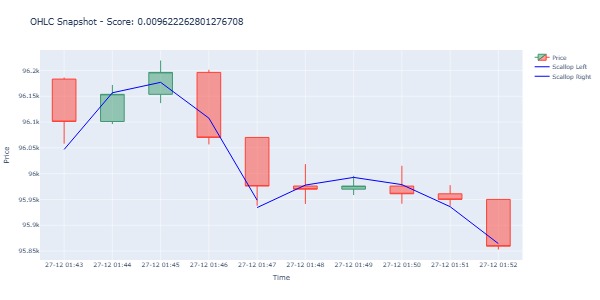 OHLC Snapshot - Score: 0.009622262801276708
Price
Scallop Left
Scallop Right
96.2k
96.15k
96.1k
96.05k
96k
95.95k
95.9k
95.85k
Price
27-12 01:43
27-12 01:44
27-12 01:45
27-12 01:46
27-12 01:47
27-12 01:48
27-12 01:49
27-12 01:50
27-12 01:51
27-12 01:52
Time